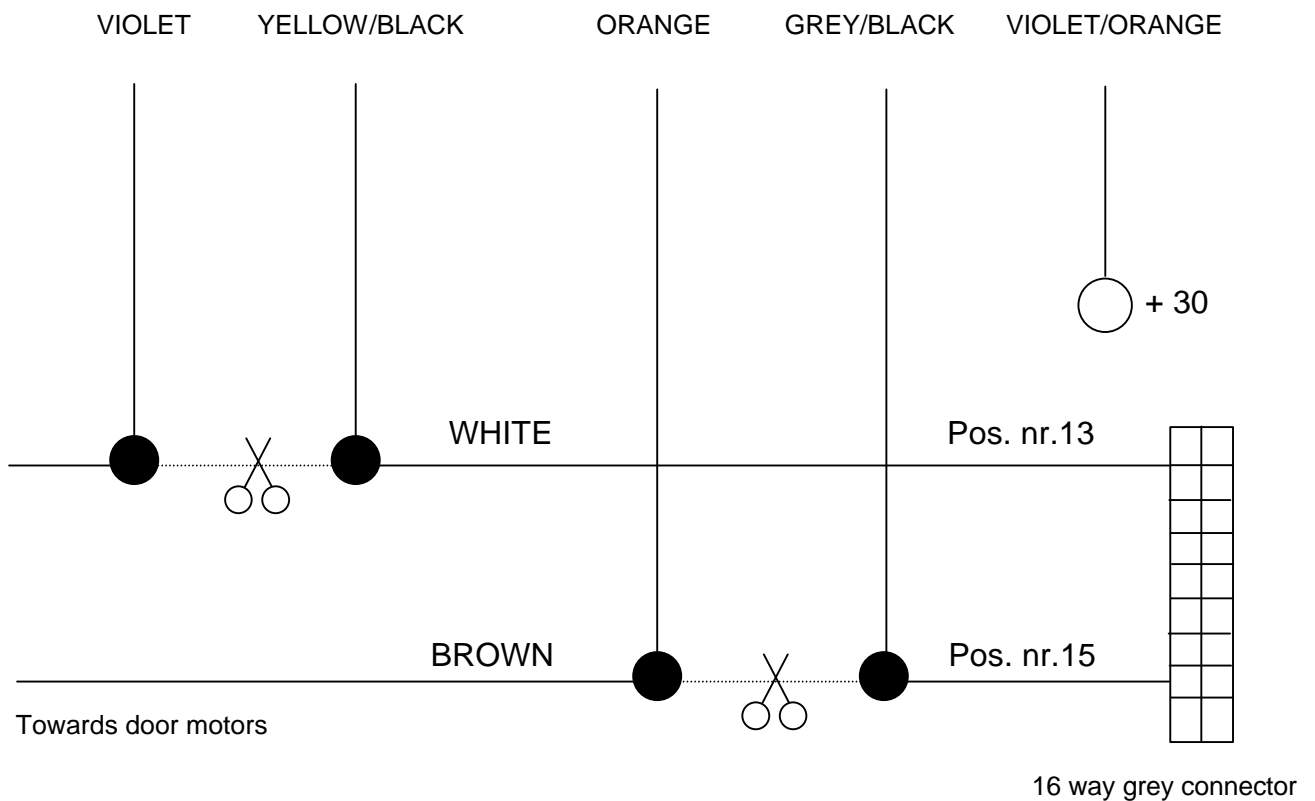 VIOLET YELLOW/BLACK ORANGE GREY/BLACK VIOLET/ORANGE
+ 30
WHITE Pos. nr.13
BROWN Pos. nr.15
Towards door motors
16 way grey connector